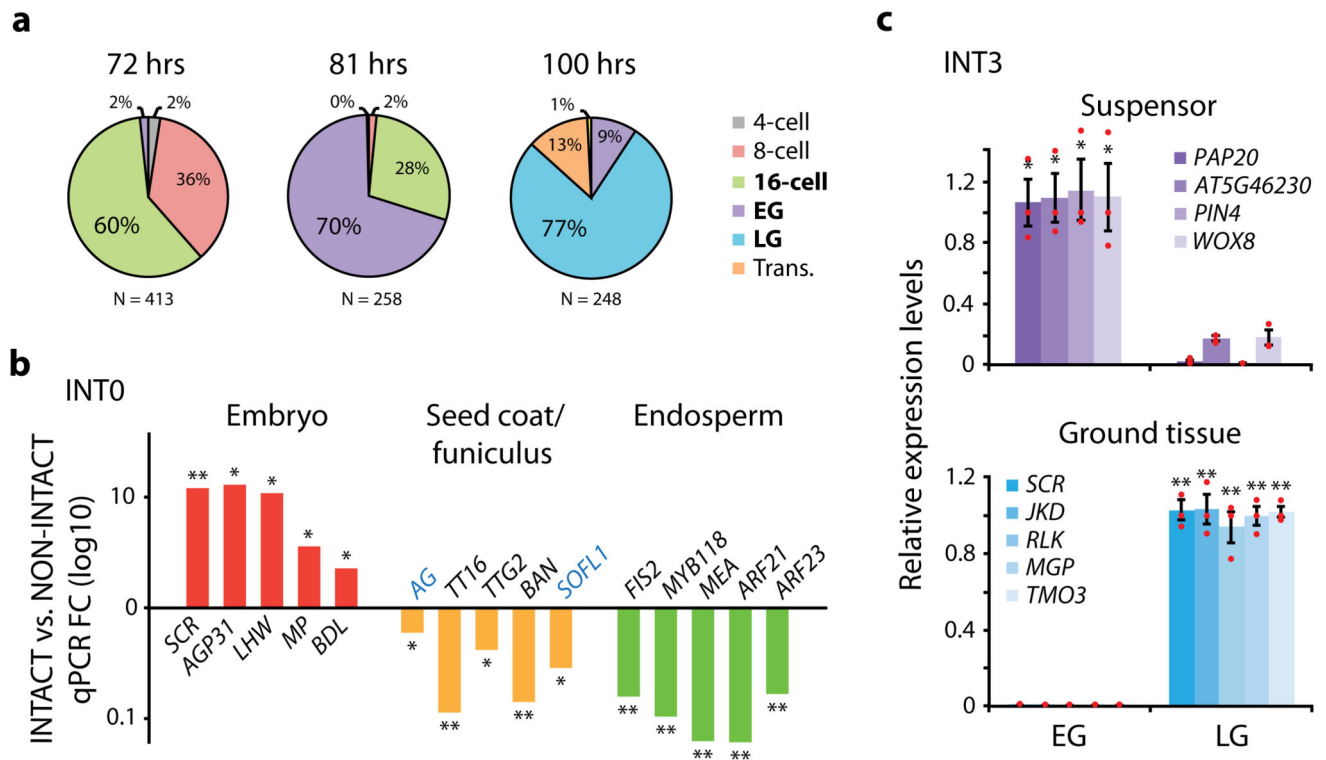 a
72 hrs
81 hrs
100 hrs
2%
2%
36%
60%
N = 413
0%
2%
28%
70%
N = 258
1%
9%
13%
77%
N = 248
4-cell
8-cell
16-cell
EG
LG
Trans.
b
INT0
Embryo
Seed coat/
funiculus
Endosperm
INTACT vs. NON-INTACT
qPCR FC (log10)
10
0
0.1
**
*
*
*
*
SCR
AGP31
LHW
MP
BDL
AG
TT16
TTG2
BAN
SOFL1
*
**
*
**
*
FIS2
MYB118
MEA
ARF21
ARF23
**
**
**
**
**
c
INT3
Relative expression levels
Suspensor
1.2
0.8
0.4
0
*
*
*
*
PAP20
AT5G46230
PIN4
WOX8
Ground tissue
1.2
0.8
0.4
0
SCR
JKD
RLK
MGP
TMO3
**
**
**
**
**
EG
LG